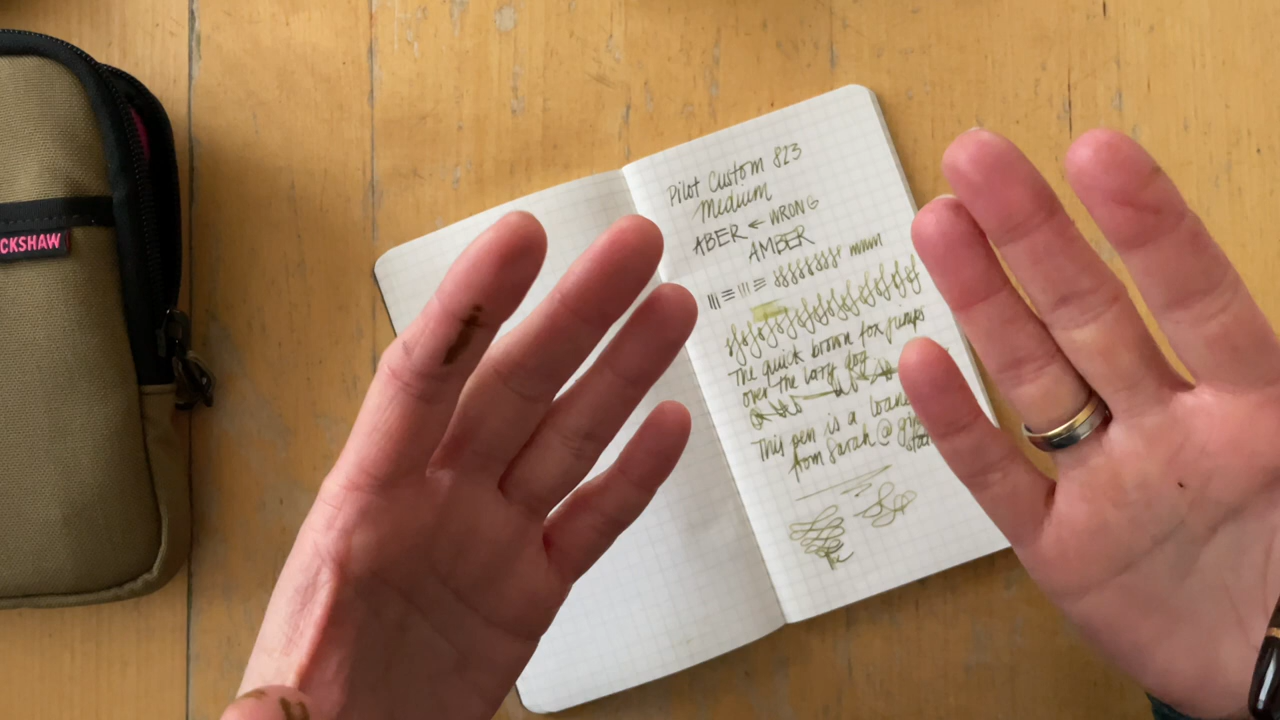 CKSHAW
Pilot Custom 823
Medium
ABER ← WRONG
AMBER
The quick brown fox jumps
over the lazy dog
This pen is a
from Sarah @